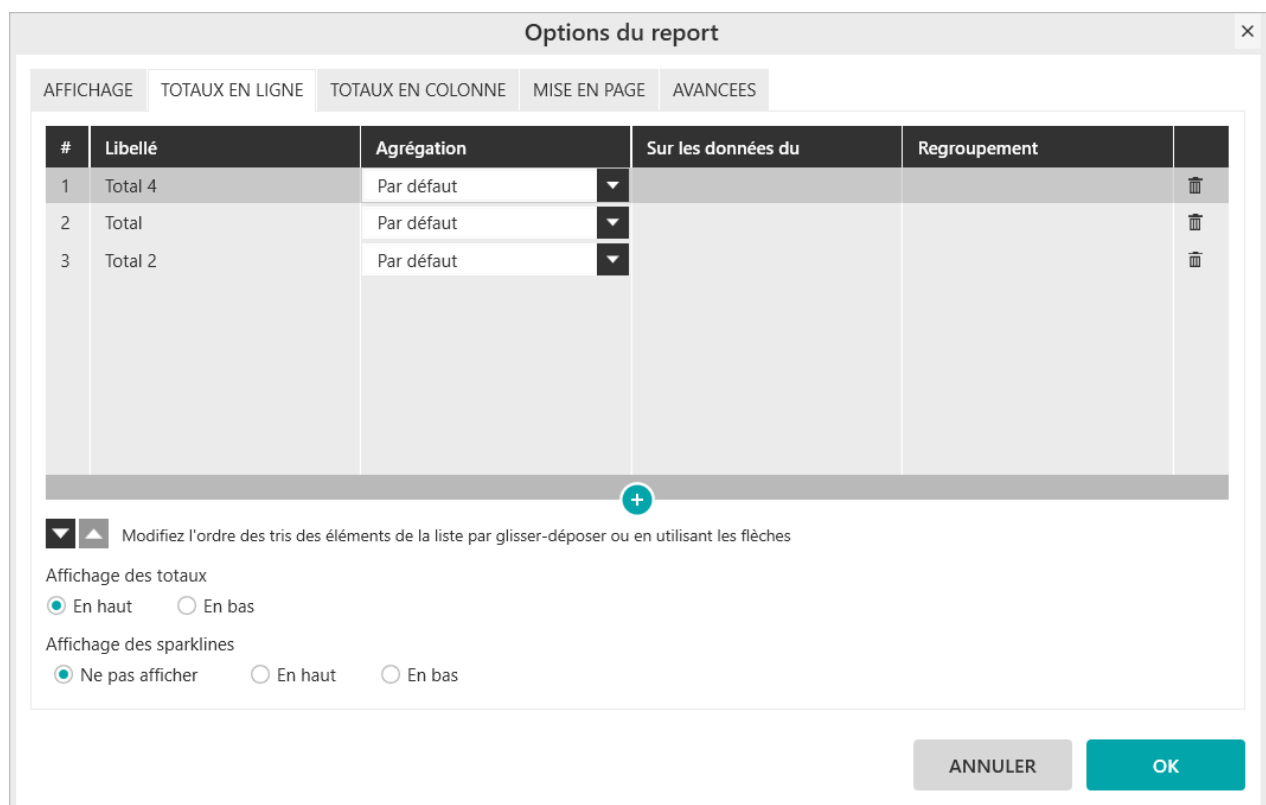 Options du report
AFFICHAGE TOTAUX EN LIGNE TOTAUX EN COLONNE MISE EN PAGE AVANCEES
# Libellé Agrégation Sur les données du Regroupement
1 Total 4 Par défaut
2 Total Par défaut
3 Total 2 Par défaut
Modifiez l'ordre des tris des éléments de la liste par glisser-déposer ou en utilisant les flèches
Affichage des totaux
En haut En bas
Affichage des sparklines
Ne pas afficher En haut En bas
ANNULER OK